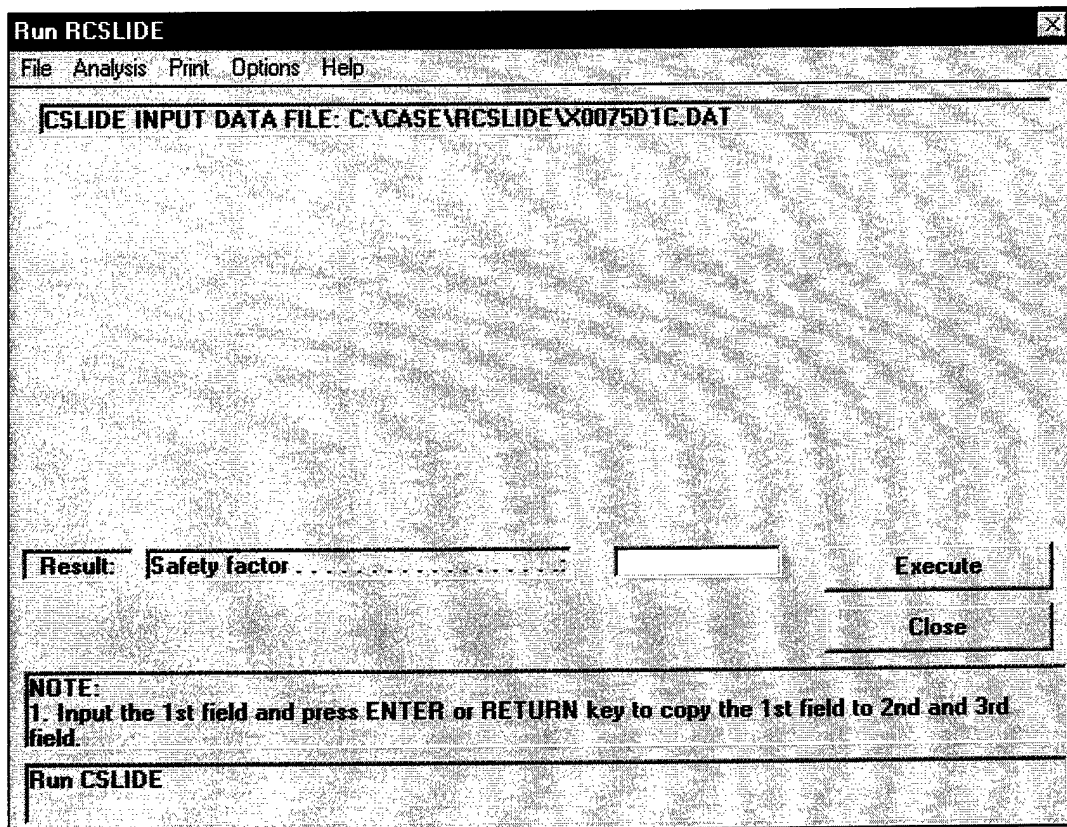 Run RCSLIDE
File Analysis Print Options Help
CSLIDE INPUT DATA FILE: C:\CASE\RCSLIDE\X0075D1C.DAT
Result: Safety factor . . . . . . . . . . . . . . . . . . : Execute
Close
NOTE:
1. Input the 1st field and press ENTER or RETURN key to copy the 1st field to 2nd and 3rd
field.
Run CSLIDE